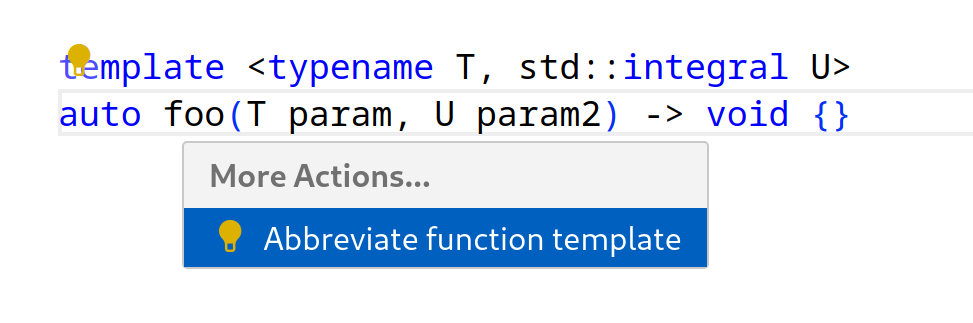 template <typename T, std::integral U>
auto foo(T param, U param2) -> void {}
More Actions...
Abbreviate function template